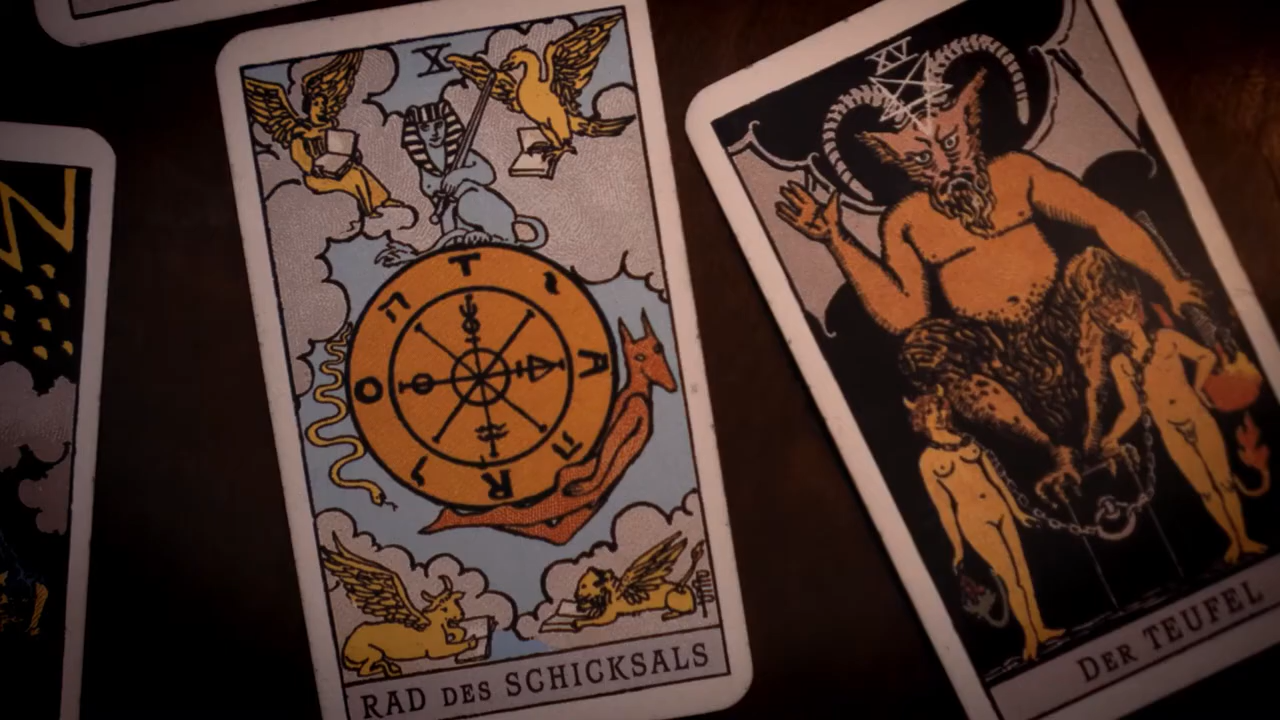 X
RAD DES SCHICKSALS
T
A
R
O
ה
ו
ה
י
XV
DER TEUFEL